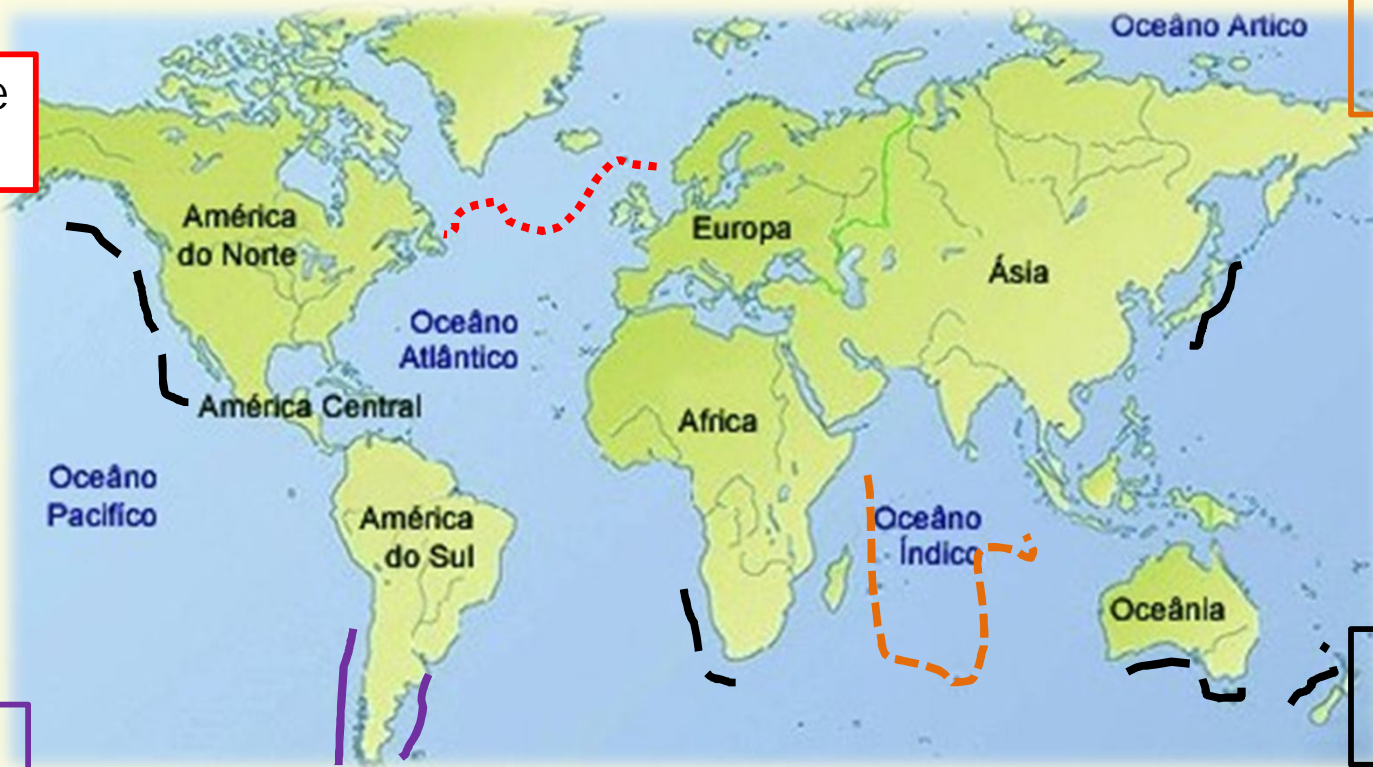 Oceâno Artico
e
América
do Norte
Europa
Ásia
Oceâno
Atlântico
América Central
Africa
Oceâno
Pacifíco
América
do Sul
Oceâno
Índico
Oceânia